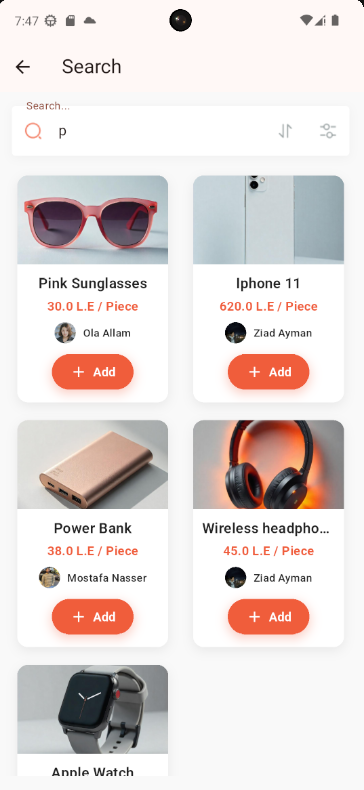 7:47
Search
Search...
p
Pink Sunglasses
30.0 L.E / Piece
Ola Allam
+ Add
Iphone 11
620.0 L.E / Piece
Ziad Ayman
+ Add
Power Bank
38.0 L.E / Piece
Mostafa Nasser
+ Add
Wireless headpho...
45.0 L.E / Piece
Ziad Ayman
+ Add
Apple Watch